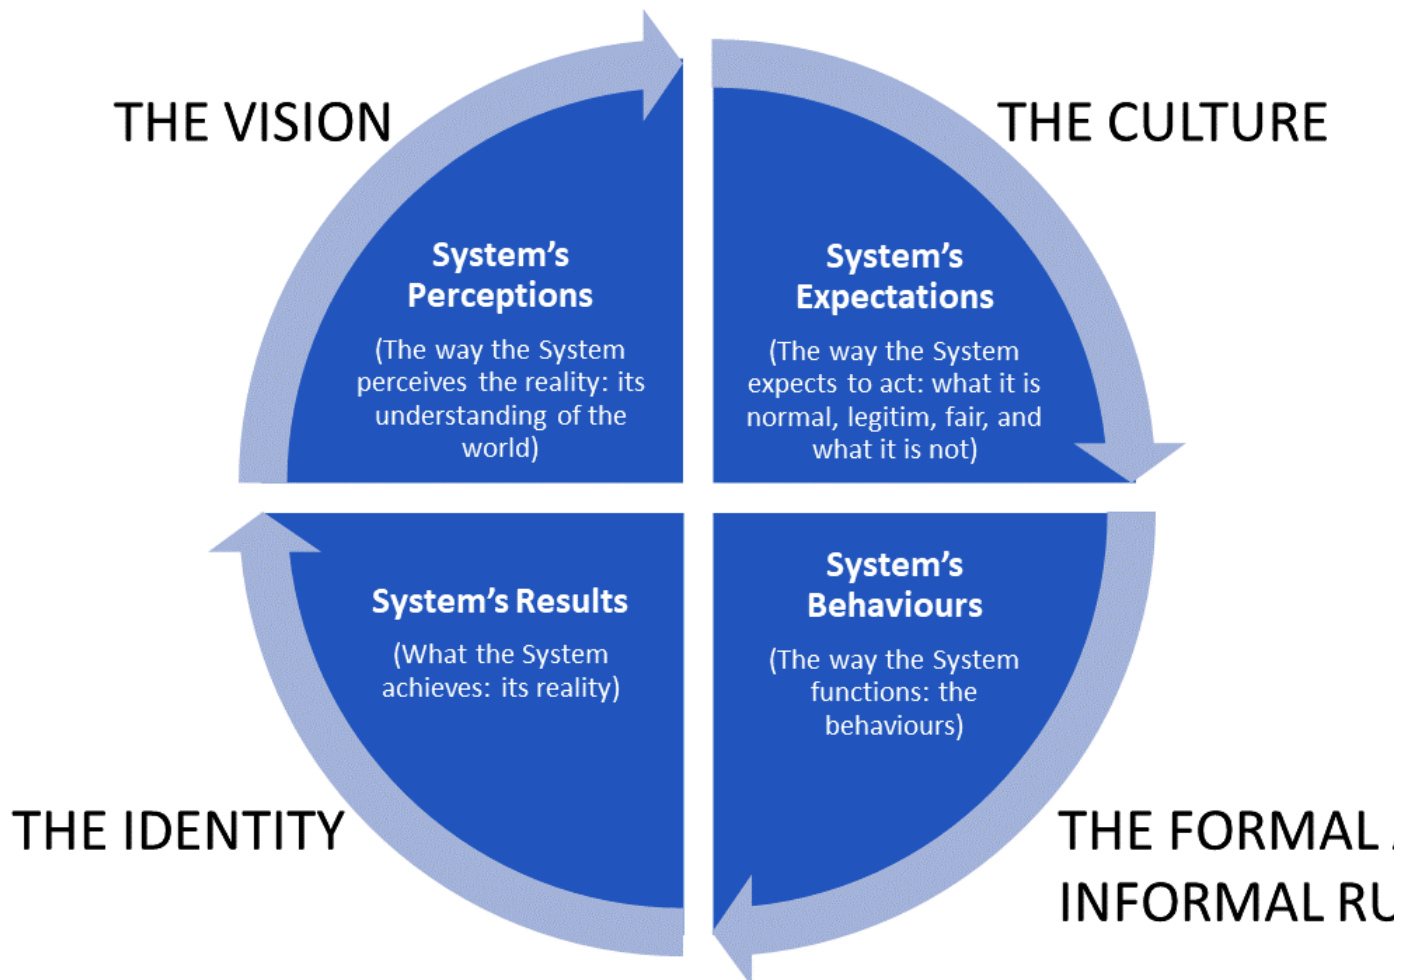 THE VISION
THE CULTURE
System's
Perceptions
(The way the System
perceives the reality: its
understanding of the
world)
System's
Expectations
(The way the System
expects to act: what it is
normal, legitim, fair, and
what it is not)
System's Results
(What the System
achieves: its reality)
System's
Behaviours
(The way the System
functions: the
behaviours)
THE IDENTITY
THE FORMAL
INFORMAL RU